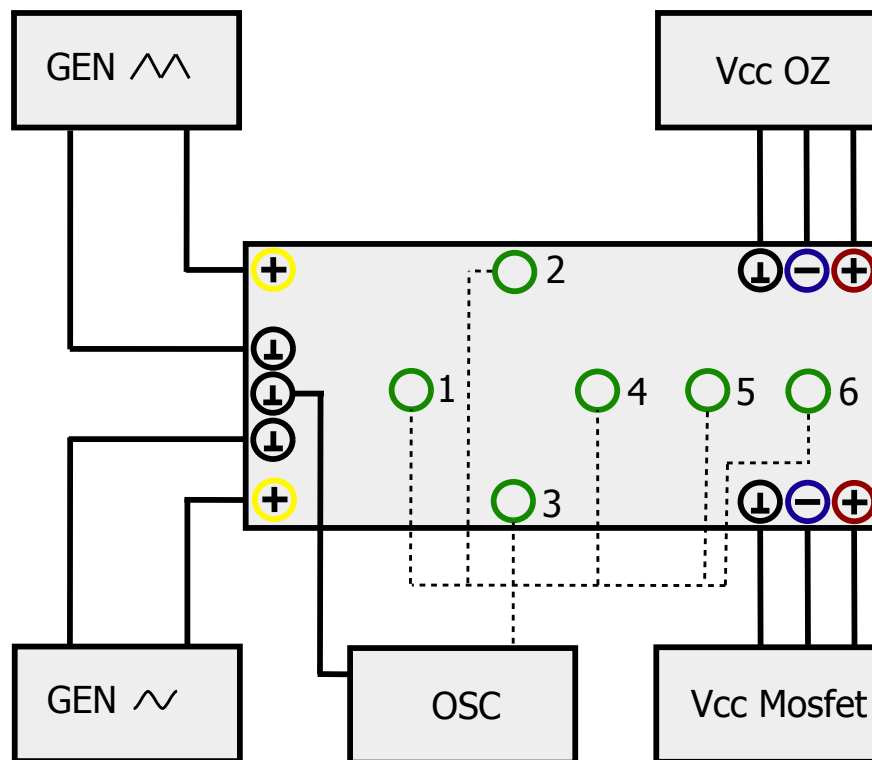 GEN
Vcc OZ
+
2
⊥ − +
⊥
1
4
5
6
⊥
⊥
+
3
⊥ − +
GEN
OSC
Vcc Mosfet